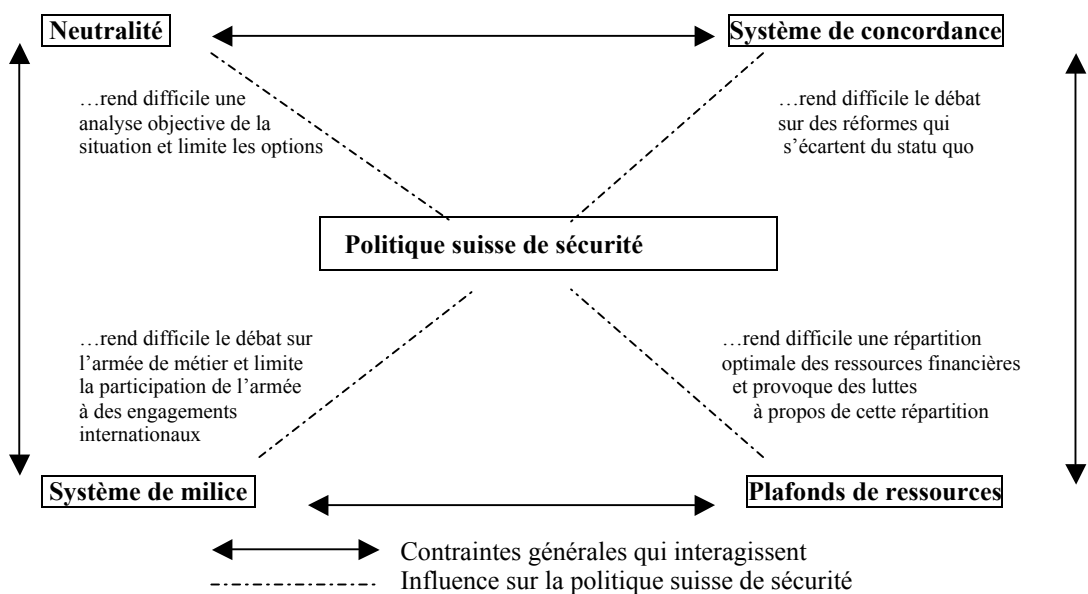 Neutralité
Système de concordance
…rend difficile une
analyse objective de la
situation et limite les options
…rend difficile le débat
sur des réformes qui
s’écartent du statu quo
Politique suisse de sécurité
…rend difficile le débat sur
l’armée de métier et limite
la participation de l’armée
à des engagements
internationaux
…rend difficile une répartition
optimale des ressources financières
et provoque des luttes
à propos de cette répartition
Système de milice
Plafonds de ressources
Contraintes générales qui interagissent
Influence sur la politique suisse de sécurité